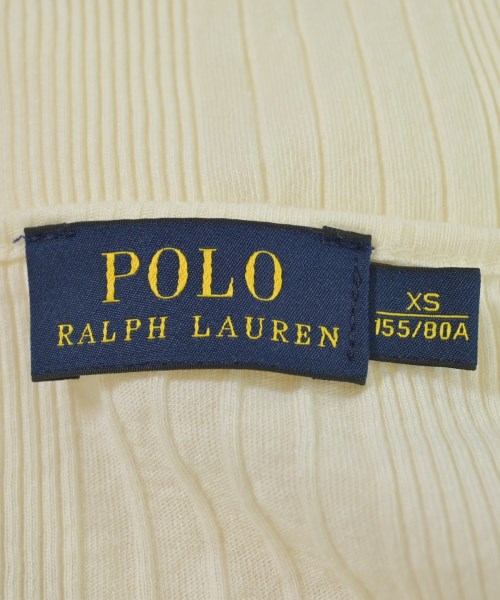 POLO
RALPH LAUREN
XS
155/80A